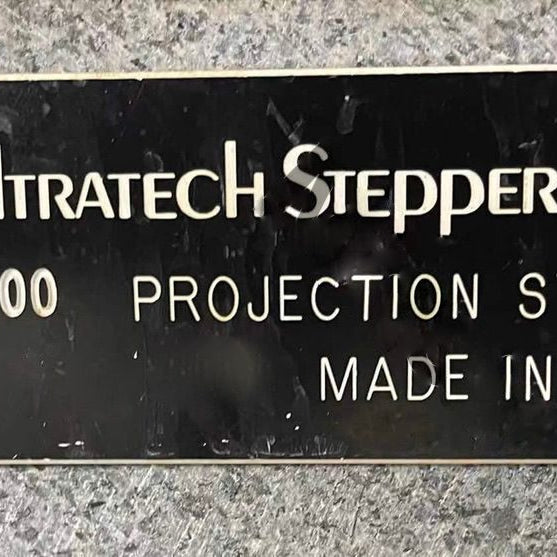 ltratech Stepper
00 PROJECTION S
MADE IN